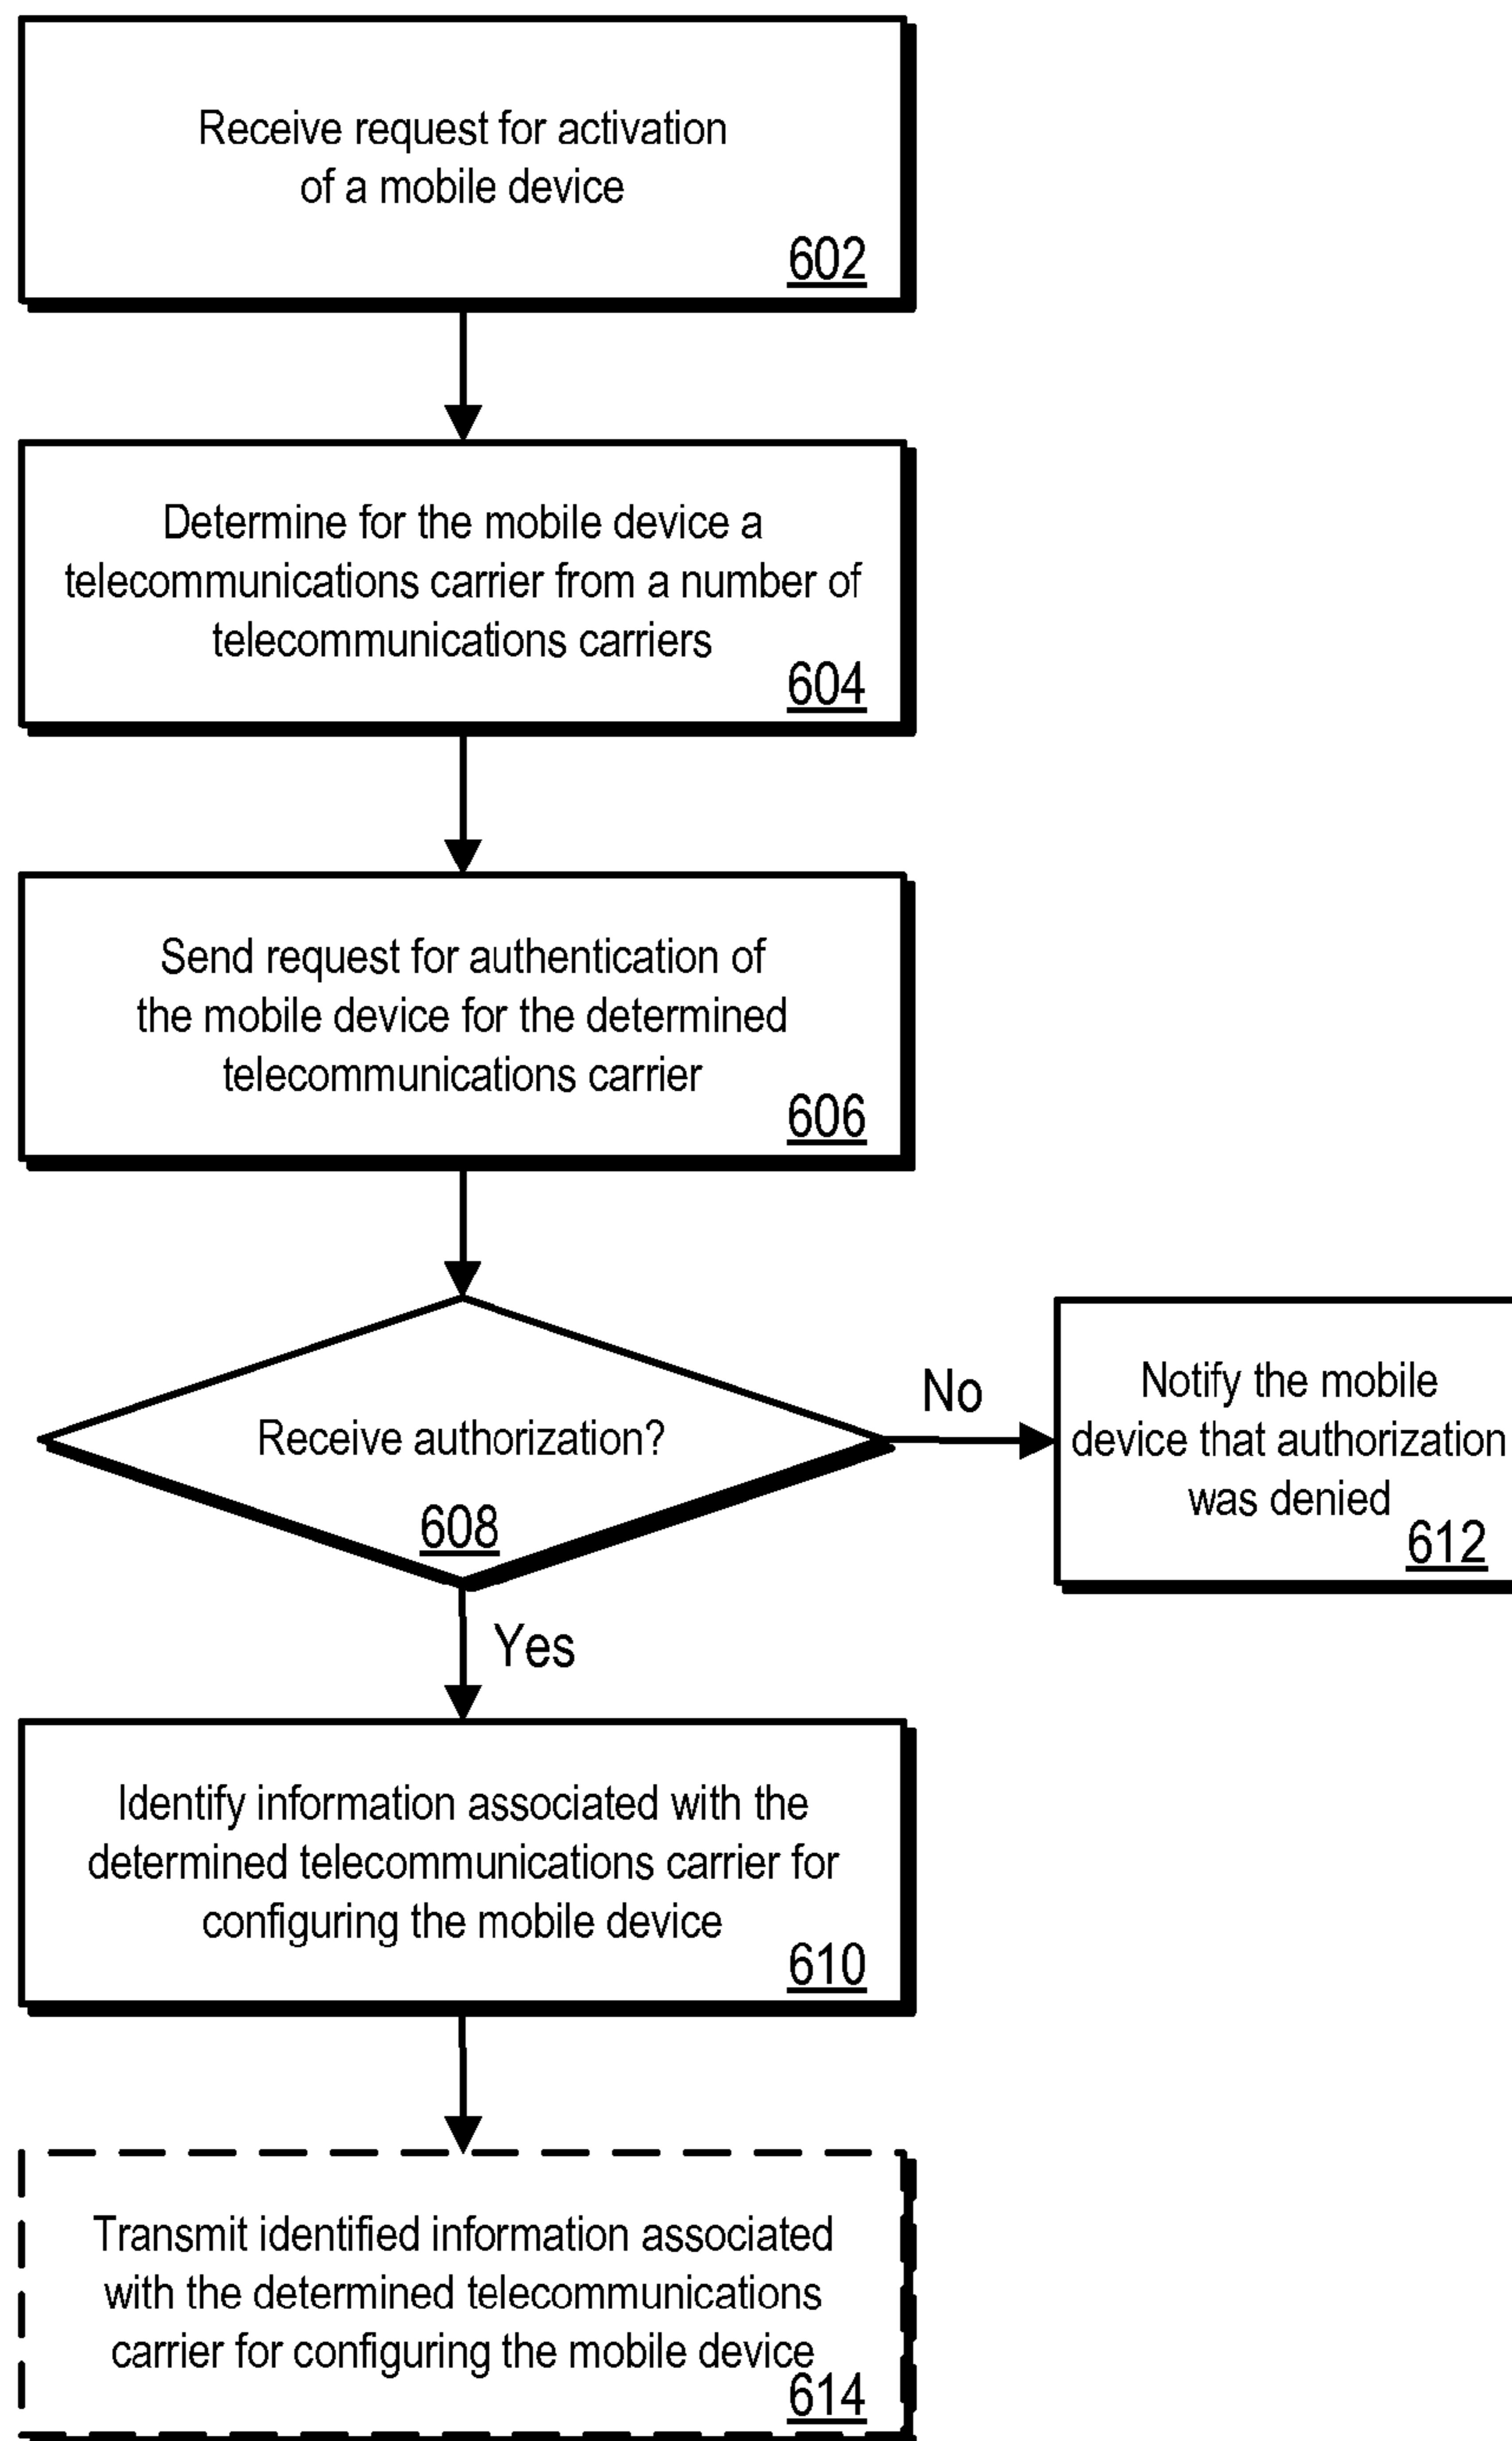 Receive request for activation
of a mobile device
602
Determine for the mobile device a
telecommunications carrier from a number of
telecommunications carriers
604
Send request for authentication of
the mobile device for the determined
telecommunications carrier
606
Receive authorization?
608
No
Notify the mobile
device that authorization
was denied
612
Yes
Identify information associated with the
determined telecommunications carrier for
configuring the mobile device
610
Transmit identified information associated
with the determined telecommunications
carrier for configuring the mobile device
614